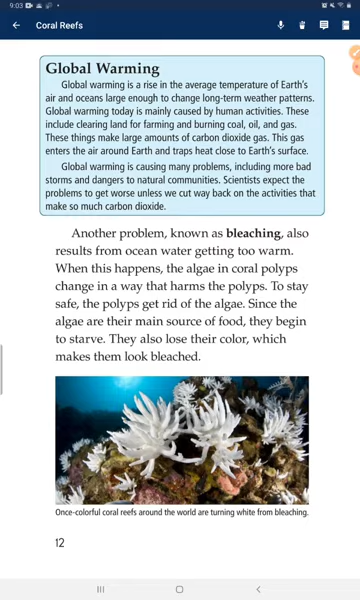 9:03
Coral Reefs
Global Warming
Global warming is a rise in the average temperature of Earth's
air and oceans large enough to change long-term weather patterns.
Global warming today is mainly caused by human activities. These
include clearing land for farming and burning coal, oil, and gas.
These things make large amounts of carbon dioxide gas. This gas
enters the air around Earth and traps heat close to Earth's surface.
Global warming is causing many problems, including more bad
storms and dangers to natural communities. Scientists expect the
problems to get worse unless we cut way back on the activities that
make so much carbon dioxide.
Another problem, known as bleaching, also
results from ocean water getting too warm.
When this happens, the algae in coral polyps
change in a way that harms the polyps. To stay
safe, the polyps get rid of the algae. Since the
algae are their main source of food, they begin
to starve. They also lose their color, which
makes them look bleached.
Once-colorful coral reefs around the world are turning white from bleaching.
12